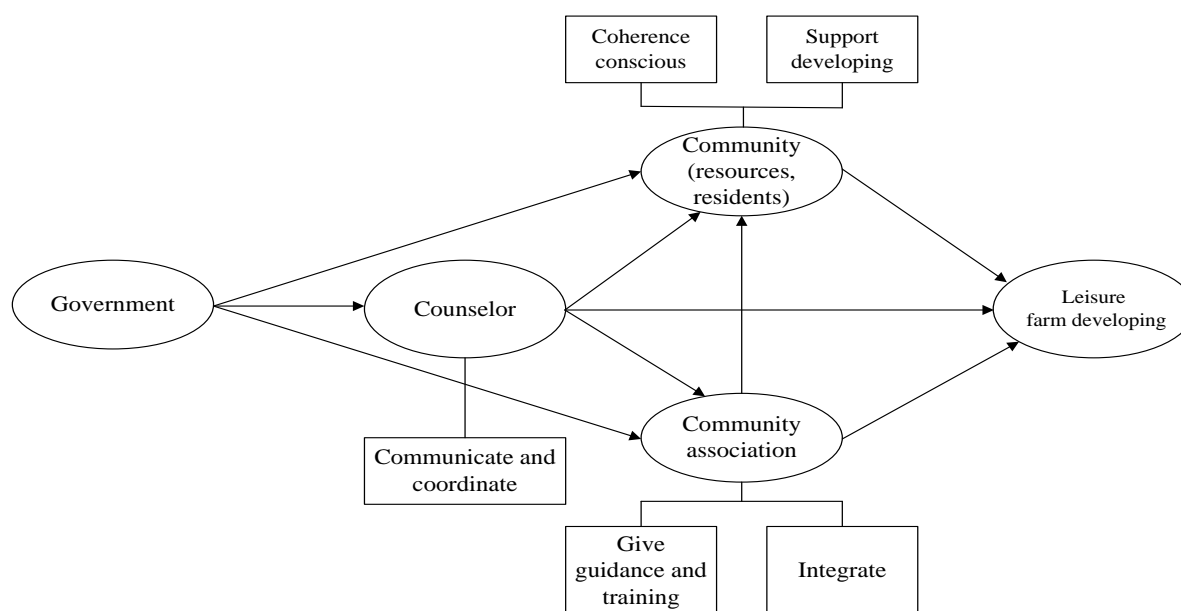 Coherence
conscious
Support
developing
Community
(resources,
residents)
Government
Counselor
Leisure
farm developing
Community
association
Communicate and
coordinate
Give
guidance and
training
Integrate